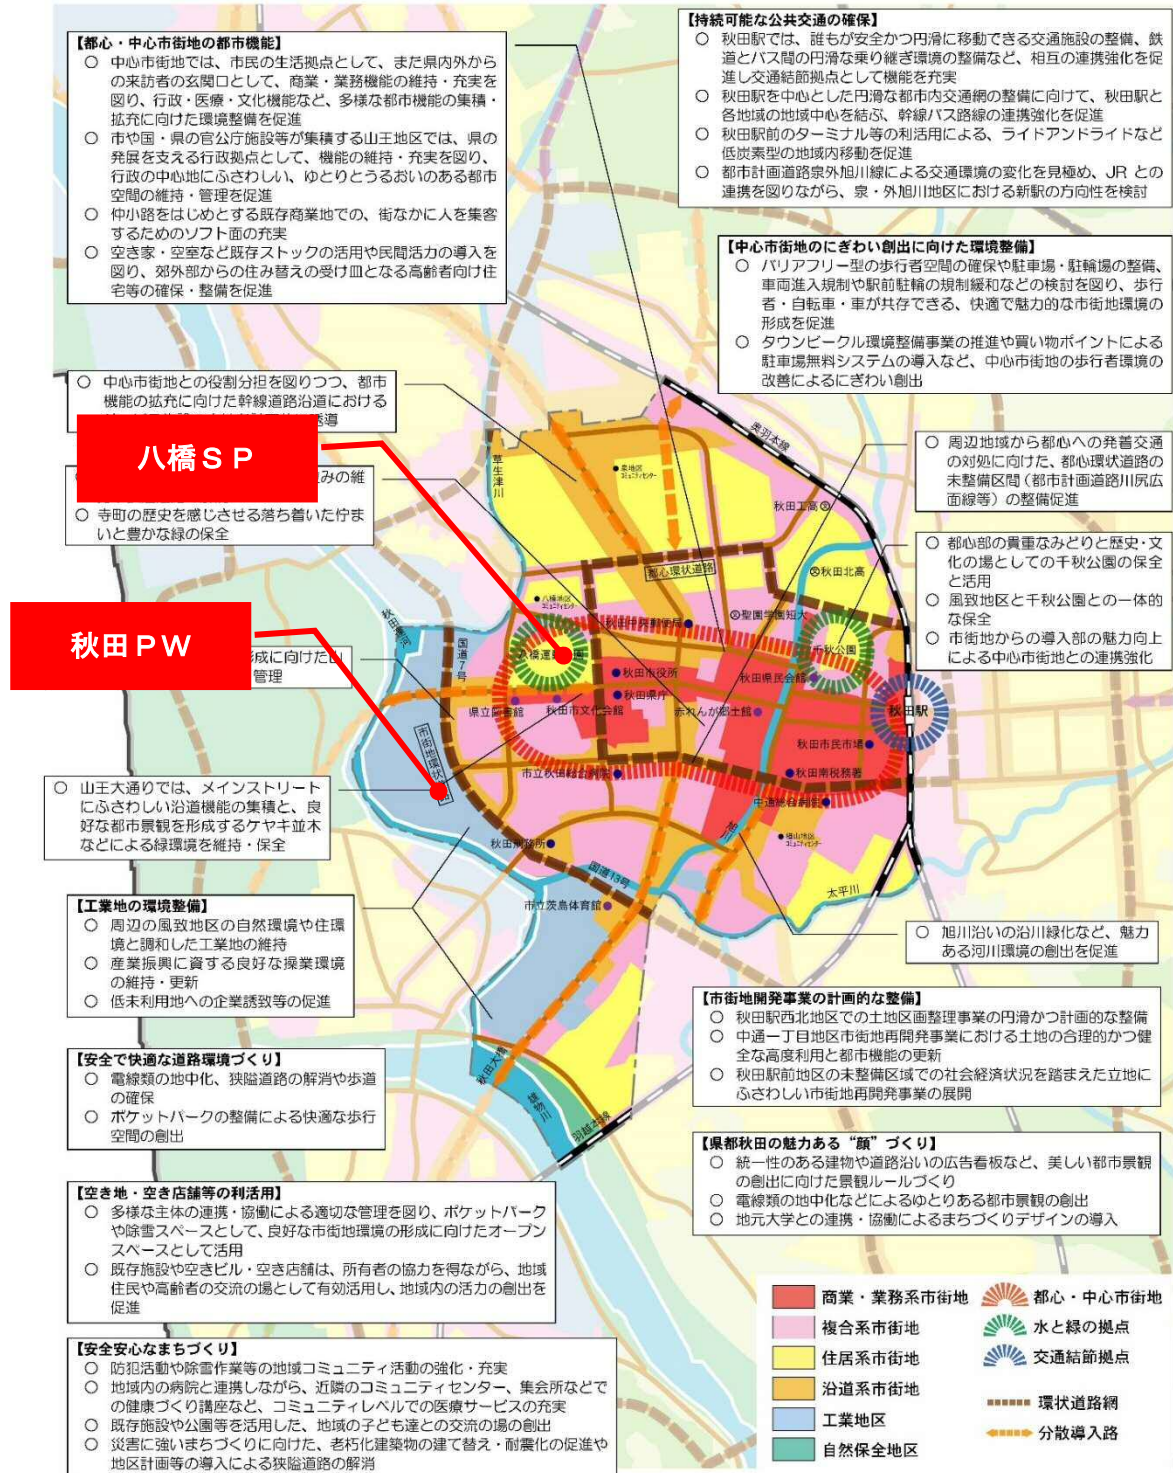 【都心・中心市街地の都市機能】
○ 中心市街地では、市民の生活拠点として、また県内外から
の来訪者の玄関口として、商業・業務機能の維持・充実を
図り、行政・医療・文化機能など、多様な都市機能の集積・
拡充に向けた環境整備を促進
○ 市や国・県の官公庁施設等が集積する山王地区では、県の
発展を支える行政拠点として、機能の維持・充実を図り、
行政の中心地にふさわしい、ゆとりとうるおいのある都市
空間の維持・管理を促進
○ 仲小路をはじめとする既存商業地での、街なかに人を集客
するためのソフト面の充実
○ 空き家・空室など既存ストックの活用や民間活力の導入を
図り、郊外部からの住み替えの受け皿となる高齢者向け住
宅等の確保・整備を促進
【持続可能な公共交通の確保】
○ 秋田駅では、誰もが安全かつ円滑に移動できる交通施設の整備、鉄
道とバス間の円滑な乗り継ぎ環境の整備など、相互の連携強化を促
進し交通結節拠点として機能を充実
○ 秋田駅を中心とした円滑な都市内交通網の整備に向けて、秋田駅と
各地域の地域中心を結ぶ、幹線バス路線の連携強化を促進
○ 秋田駅前のターミナル等の利活用による、ライドアンドライドなど
低炭素型の地域内移動を促進
○ 都市計画道路泉外旭川線による交通環境の変化を見極め、JR との
連携を図りながら、泉・外旭川地区における新駅の方向性を検討
【中心市街地のにぎわい創出に向けた環境整備】
○ バリアフリー型の歩行者空間の確保や駐車場・駐輪場の整備、
車両進入規制や駅前駐輪の規制緩和などの検討を図り、歩行
者・自転車・車が共存できる、快適で魅力的な市街地環境の
形成を促進
○ タウンビークル環境整備事業の推進や買い物ポイントによる
駐車場無料システムの導入など、中心市街地の歩行者環境の
改善によるにぎわい創出
○ 中心市街地との役割分担を図りつつ、都市
機能の拡充に向けた幹線道路沿道における
誘導
八橋ＳＰ
並みの維
○ 寺町の歴史を感じさせる落ち着いた佇ま
いと豊かな緑の保全
○ 周辺地域から都心への発着交通
の対処に向けた、都心環状道路の
未整備区間（都市計画道路川尻広
面線等）の整備促進
○ 都心部の貴重なみどりと歴史・文
化の場としての千秋公園の保全
と活用
○ 風致地区と千秋公園との一体的
な保全
○ 市街地からの導入部の魅力向上
による中心市街地との連携強化
秋田ＰＷ
形成に向けた山
管理
○ 山王大通りでは、メインストリート
にふさわしい沿道機能の集積と、良
好な都市景観を形成するケヤキ並木
などによる緑環境を維持・保全
奥羽本線
草生津川
泉地区
コミュニティセンター
秋田工高
都心環状道路
秋田北高
八橋地区
コミュニティセンター
秋田中央郵便局
聖園学園短大
国道7号
八橋運動公園
千秋公園
秋田市役所
秋田県民会館
秋田県庁
県立図書館
秋田市文化会館
赤れんが郷土館
秋田駅
秋田市民市場
市街地環状
市立秋田総合病院
秋田南税務署
中通総合病院
旭川
楢山地区
コミュニティセンター
秋田刑務所
国道13号
太平川
市立茨島体育館
秋田大橋
雄物川
羽越本線
○ 旭川沿いの沿川緑化など、魅力
ある河川環境の創出を促進
【工業地の環境整備】
○ 周辺の風致地区の自然環境や住環
境と調和した工業地の維持
○ 産業振興に資する良好な操業環境
の維持・更新
○ 低未利用地への企業誘致等の促進
【安全で快適な道路環境づくり】
○ 電線類の地中化、狭隘道路の解消や歩道
の確保
○ ポケットパークの整備による快適な歩行
空間の創出
【市街地開発事業の計画的な整備】
○ 秋田駅西北地区での土地区画整理事業の円滑かつ計画的な整備
○ 中通一丁目地区市街地再開発事業における土地の合理的かつ健
全な高度利用と都市機能の更新
○ 秋田駅前地区の未整備区域での社会経済状況を踏まえた立地に
ふさわしい市街地再開発事業の展開
【県都秋田の魅力ある“顔”づくり】
○ 統一性のある建物や道路沿いの広告看板など、美しい都市景観
の創出に向けた景観ルールづくり
○ 電線類の地中化などによるゆとりある都市景観の創出
○ 地元大学との連携・協働によるまちづくりデザインの導入
【空き地・空き店舗等の利活用】
○ 多様な主体の連携・協働による適切な管理を図り、ポケットパーク
や除雪スペースとして、良好な市街地環境の形成に向けたオープン
スペースとして活用
○ 既存施設や空きビル・空き店舗は、所有者の協力を得ながら、地域
住民や高齢者の交流の場として有効活用し、地域内の活力の創出を
促進
【安全安心なまちづくり】
○ 防犯活動や除雪作業等の地域コミュニティ活動の強化・充実
○ 地域内の病院と連携しながら、近隣のコミュニティセンター、集会所などで
の健康づくり講座など、コミュニティレベルでの医療サービスの充実
○ 既存施設や公園等を活用した、地域の子ども達との交流の場の創出
○ 災害に強いまちづくりに向けた、老朽化建築物の建て替え・耐震化の促進や
地区計画等の導入による狭隘道路の解消
商業・業務系市街地
複合系市街地
住居系市街地
沿道系市街地
工業地区
自然保全地区
都心・中心市街地
水と緑の拠点
交通結節拠点
環状道路網
分散導入路